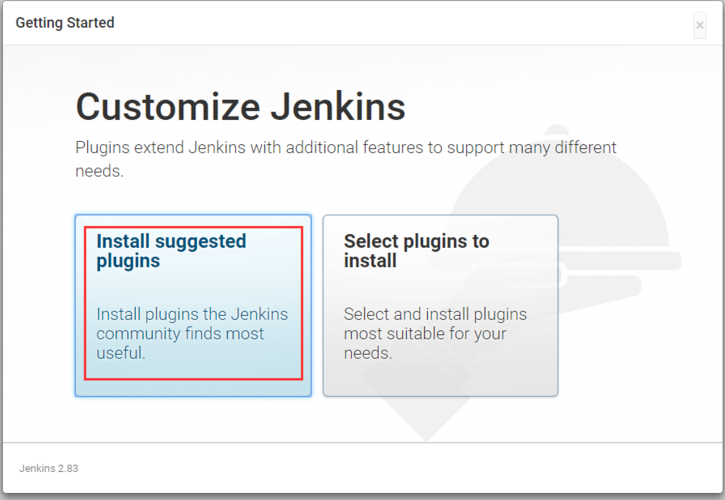 Getting Started
×
Customize Jenkins
Plugins extend Jenkins with additional features to support many different
needs.
Install suggested
plugins
Install plugins the Jenkins
community finds most
useful.
Select plugins to
install
Select and install plugins
most suitable for your
needs.
Jenkins 2.83